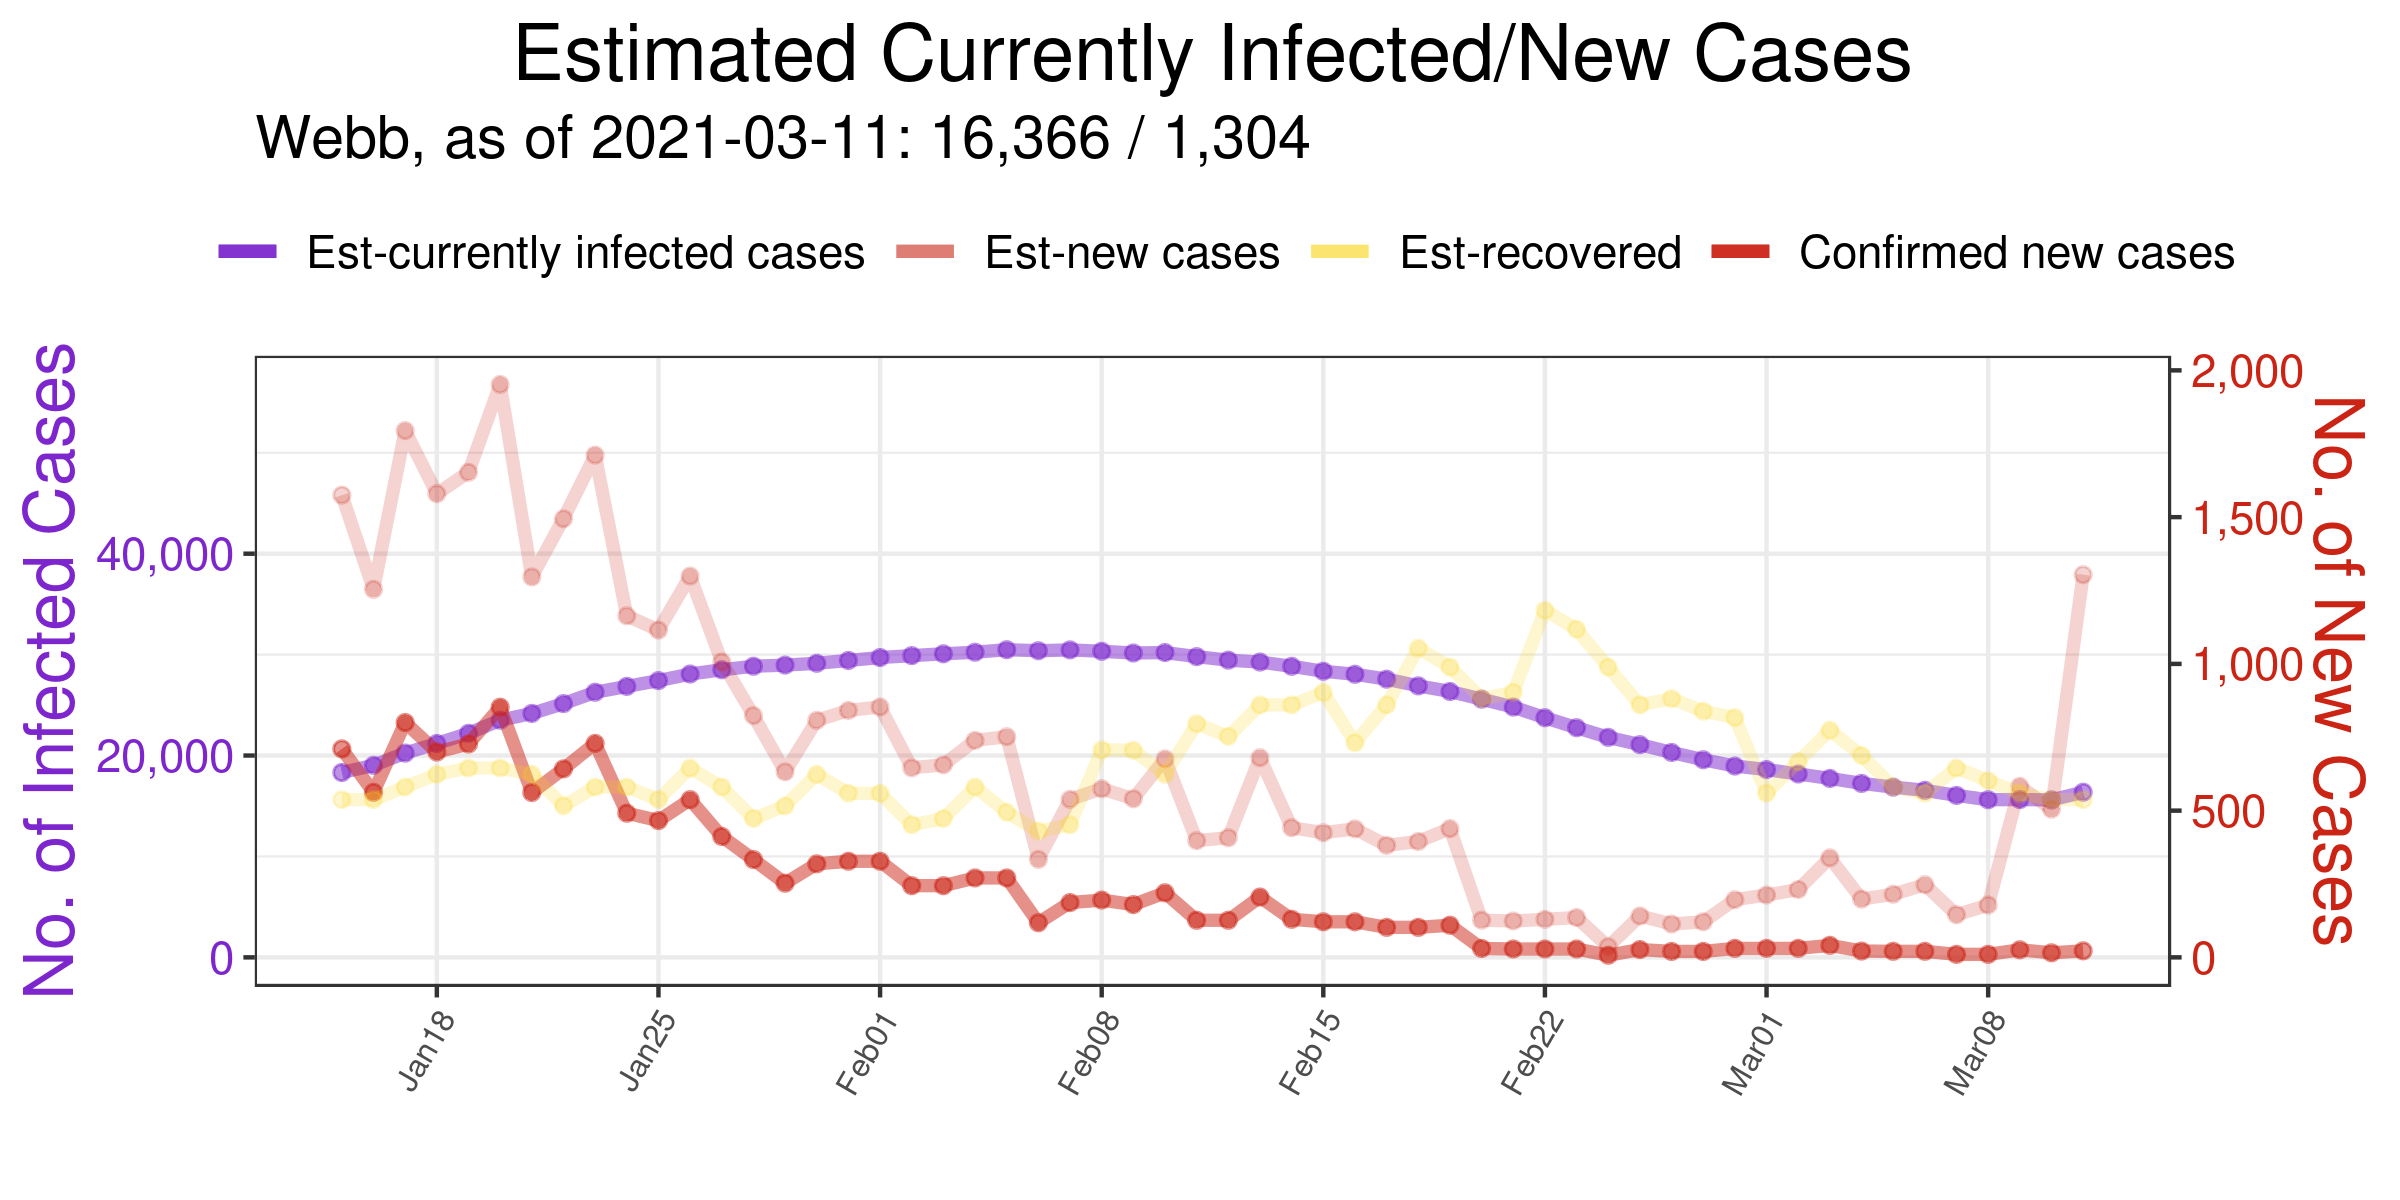 Estimated Currently Infected/New Cases
Webb, as of 2021-03-11: 16,366 / 1,304
Est-currently infected cases Est-new cases Est-recovered Confirmed new cases
No. of Infected Cases
40,000
20,000
0
2,000
1,500
1,000
500
0
No. of New Cases
Jan18 Jan25 Feb01 Feb08 Feb15 Feb22 Mar01 Mar08